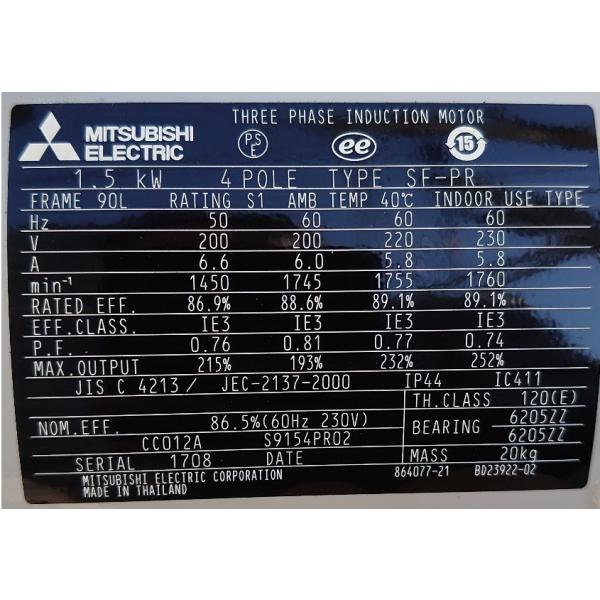 THREE PHASE INDUCTION MOTOR
MITSUBISHI ELECTRIC
PS E ee 15
1.5 kW 4 POLE TYPE SF-PR
FRAME 90L RATING S1 AMB TEMP 40℃ INDOOR USE TYPE
Hz 50 60 60 60
V 200 200 220 230
A 6.6 6.0 5.8 5.8
min⁻¹ 1450 1745 1755 1760
RATED EFF. 86.9% 88.6% 89.1% 89.1%
EFF.CLASS. IE3 IE3 IE3 IE3
P.F. 0.76 0.81 0.77 0.74
MAX.OUTPUT 215% 193% 232% 252%
JIS C 4213 / JEC-2137-2000 IP44 IC411
TH.CLASS 120(E)
NOM.EFF. 86.5%(60Hz 230V) BEARING 6205ZZ
CC012A S9154PR02 6205ZZ
SERIAL 1708 DATE MASS 20kg
MITSUBISHI ELECTRIC CORPORATION 864077-21 BD23922-02
MADE IN THAILAND